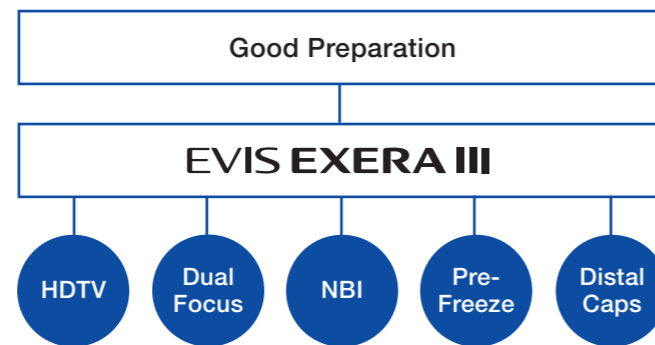 Good Preparation
EVIS EXERA III
HDTV
Dual
Focus
NBI
Pre-
Freeze
Distal
Caps